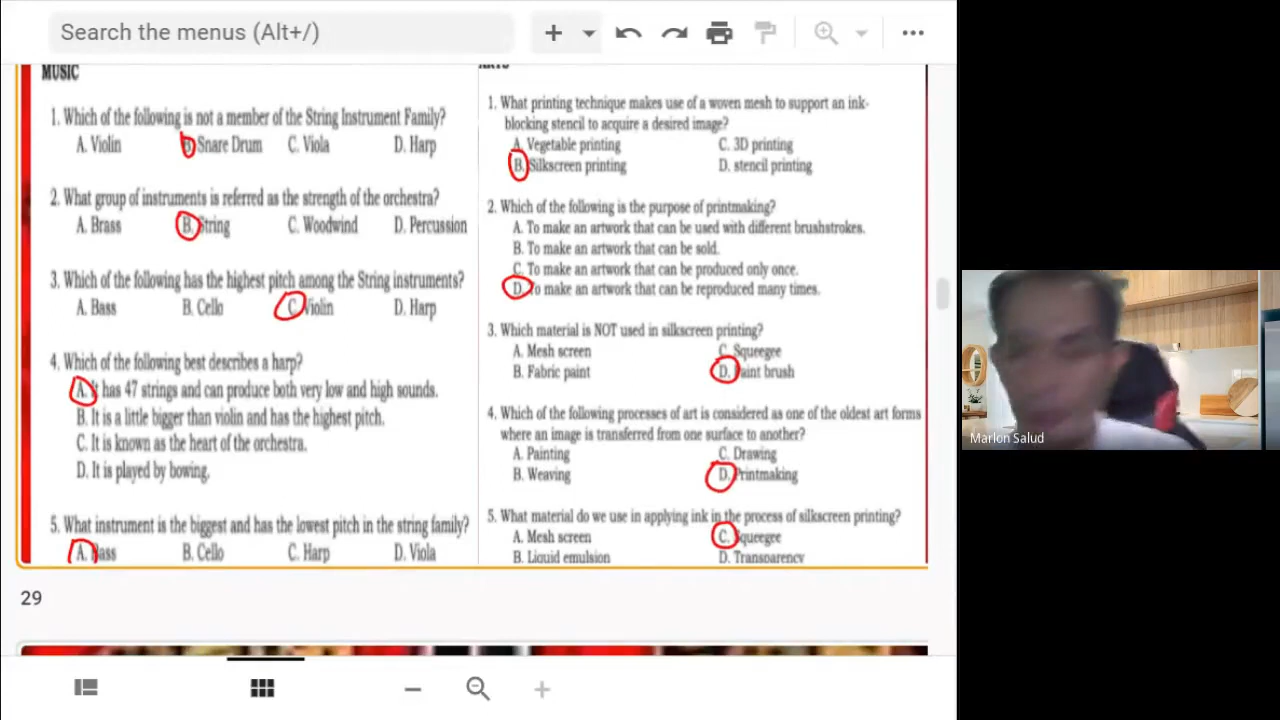 Search the menus (Alt+/)
MUSIC
1. Which of the following is not a member of the String Instrument Family?
A. Violin B. Snare Drum C. Viola D. Harp
2. What group of instruments is referred as the strength of the orchestra?
A. Brass B. String C. Woodwind D. Percussion
3. Which of the following has the highest pitch among the String instruments?
A. Bass B. Cello C. Violin D. Harp
4. Which of the following best describes a harp?
A. It has 47 strings and can produce both very low and high sounds.
B. It is a little bigger than violin and has the highest pitch.
C. It is known as the heart of the orchestra.
D. It is played by bowing.
5. What instrument is the biggest and has the lowest pitch in the string family?
A. Bass B. Cello C. Harp D. Viola
ARTS
1. What printing technique makes use of a woven mesh to support an ink-
blocking stencil to acquire a desired image?
A. Vegetable printing C. 3D printing
B. Silkscreen printing D. stencil printing
2. Which of the following is the purpose of printmaking?
A. To make an artwork that can be used with different brushstrokes.
B. To make an artwork that can be sold.
C. To make an artwork that can be produced only once.
D. To make an artwork that can be reproduced many times.
3. Which material is NOT used in silkscreen printing?
A. Mesh screen C. Squeegee
B. Fabric paint D. Paint brush
4. Which of the following processes of art is considered as one of the oldest art forms
where an image is transferred from one surface to another?
A. Painting C. Drawing
B. Weaving D. Printmaking
5. What material do we use in applying ink in the process of silkscreen printing?
A. Mesh screen C. Squeegee
B. Liquid emulsion D. Transparency
29
Marlon Salud